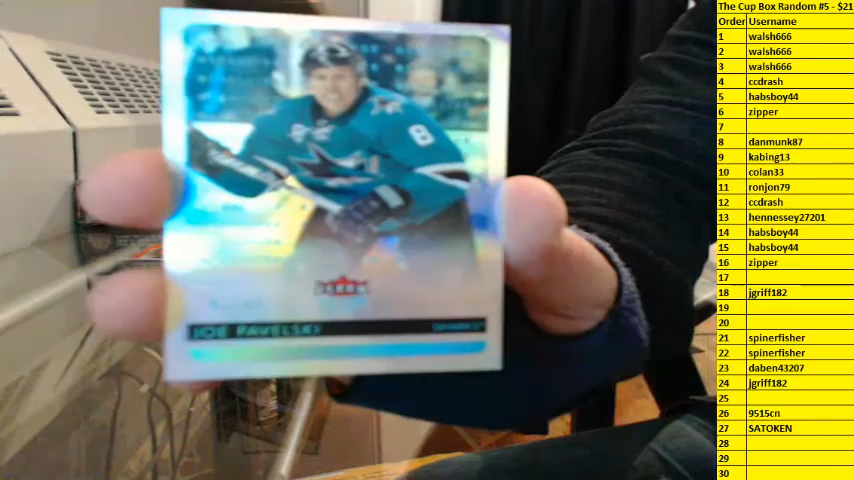 8
FLEER
JOE PAVELSKI
The Cup Box Random #5 - $21
Order Username
1 walsh666
2 walsh666
3 walsh666
4 ccdrash
5 habsboy44
6 zipper
7
8 danmunk87
9 kabing13
10 colan33
11 ronjon79
12 ccdrash
13 hennessey27201
14 habsboy44
15 habsboy44
16 zipper
17
18 jgriff182
19
20
21 spinerfisher
22 spinerfisher
23 daben43207
24 jgriff182
25
26 9515cn
27 SATOKEN
28
29
30